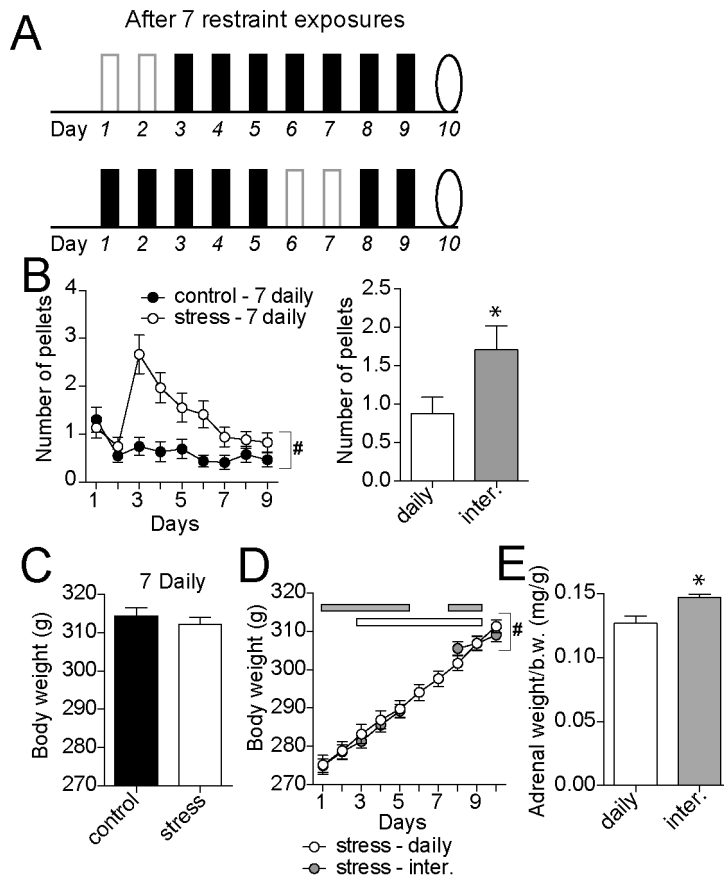 A
After 7 restraint exposures
Day 1 2 3 4 5 6 7 8 9 10
Day 1 2 3 4 5 6 7 8 9 10
B
Number of pellets
4
3
2
1
0
control - 7 daily
stress - 7 daily
#
1 3 5 7 9
Days
Number of pellets
2.5
2.0
1.5
1.0
0.5
0.0
*
daily
inter.
C
7 Daily
Body weight (g)
320
310
300
290
280
270
control
stress
D
Body weight (g)
320
310
300
290
280
270
#
1 3 5 7 9
Days
stress - daily
stress - inter.
E
Adrenal weight/b.w. (mg/g)
0.15
0.10
0.05
0.00
*
daily
inter.